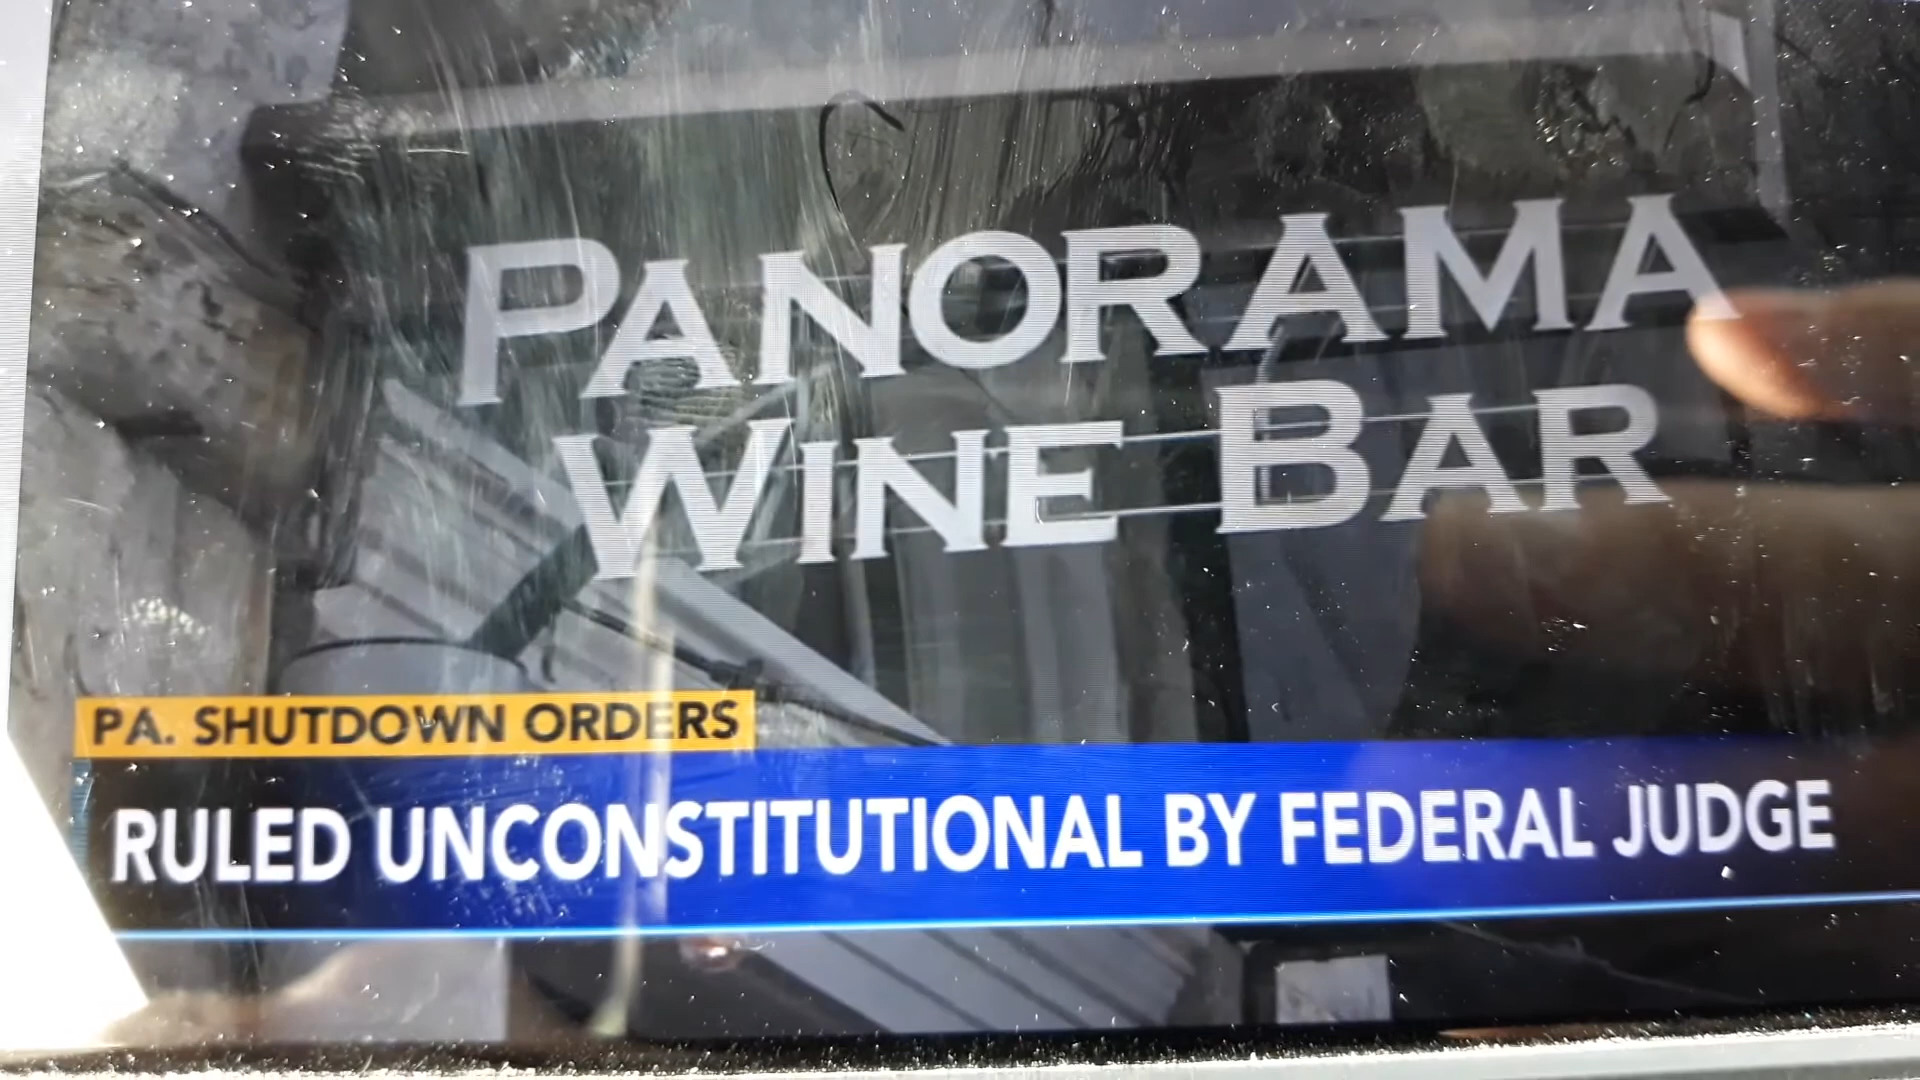 PANORAMA
WINE BAR
PA. SHUTDOWN ORDERS
RULED UNCONSTITUTIONAL BY FEDERAL JUDGE